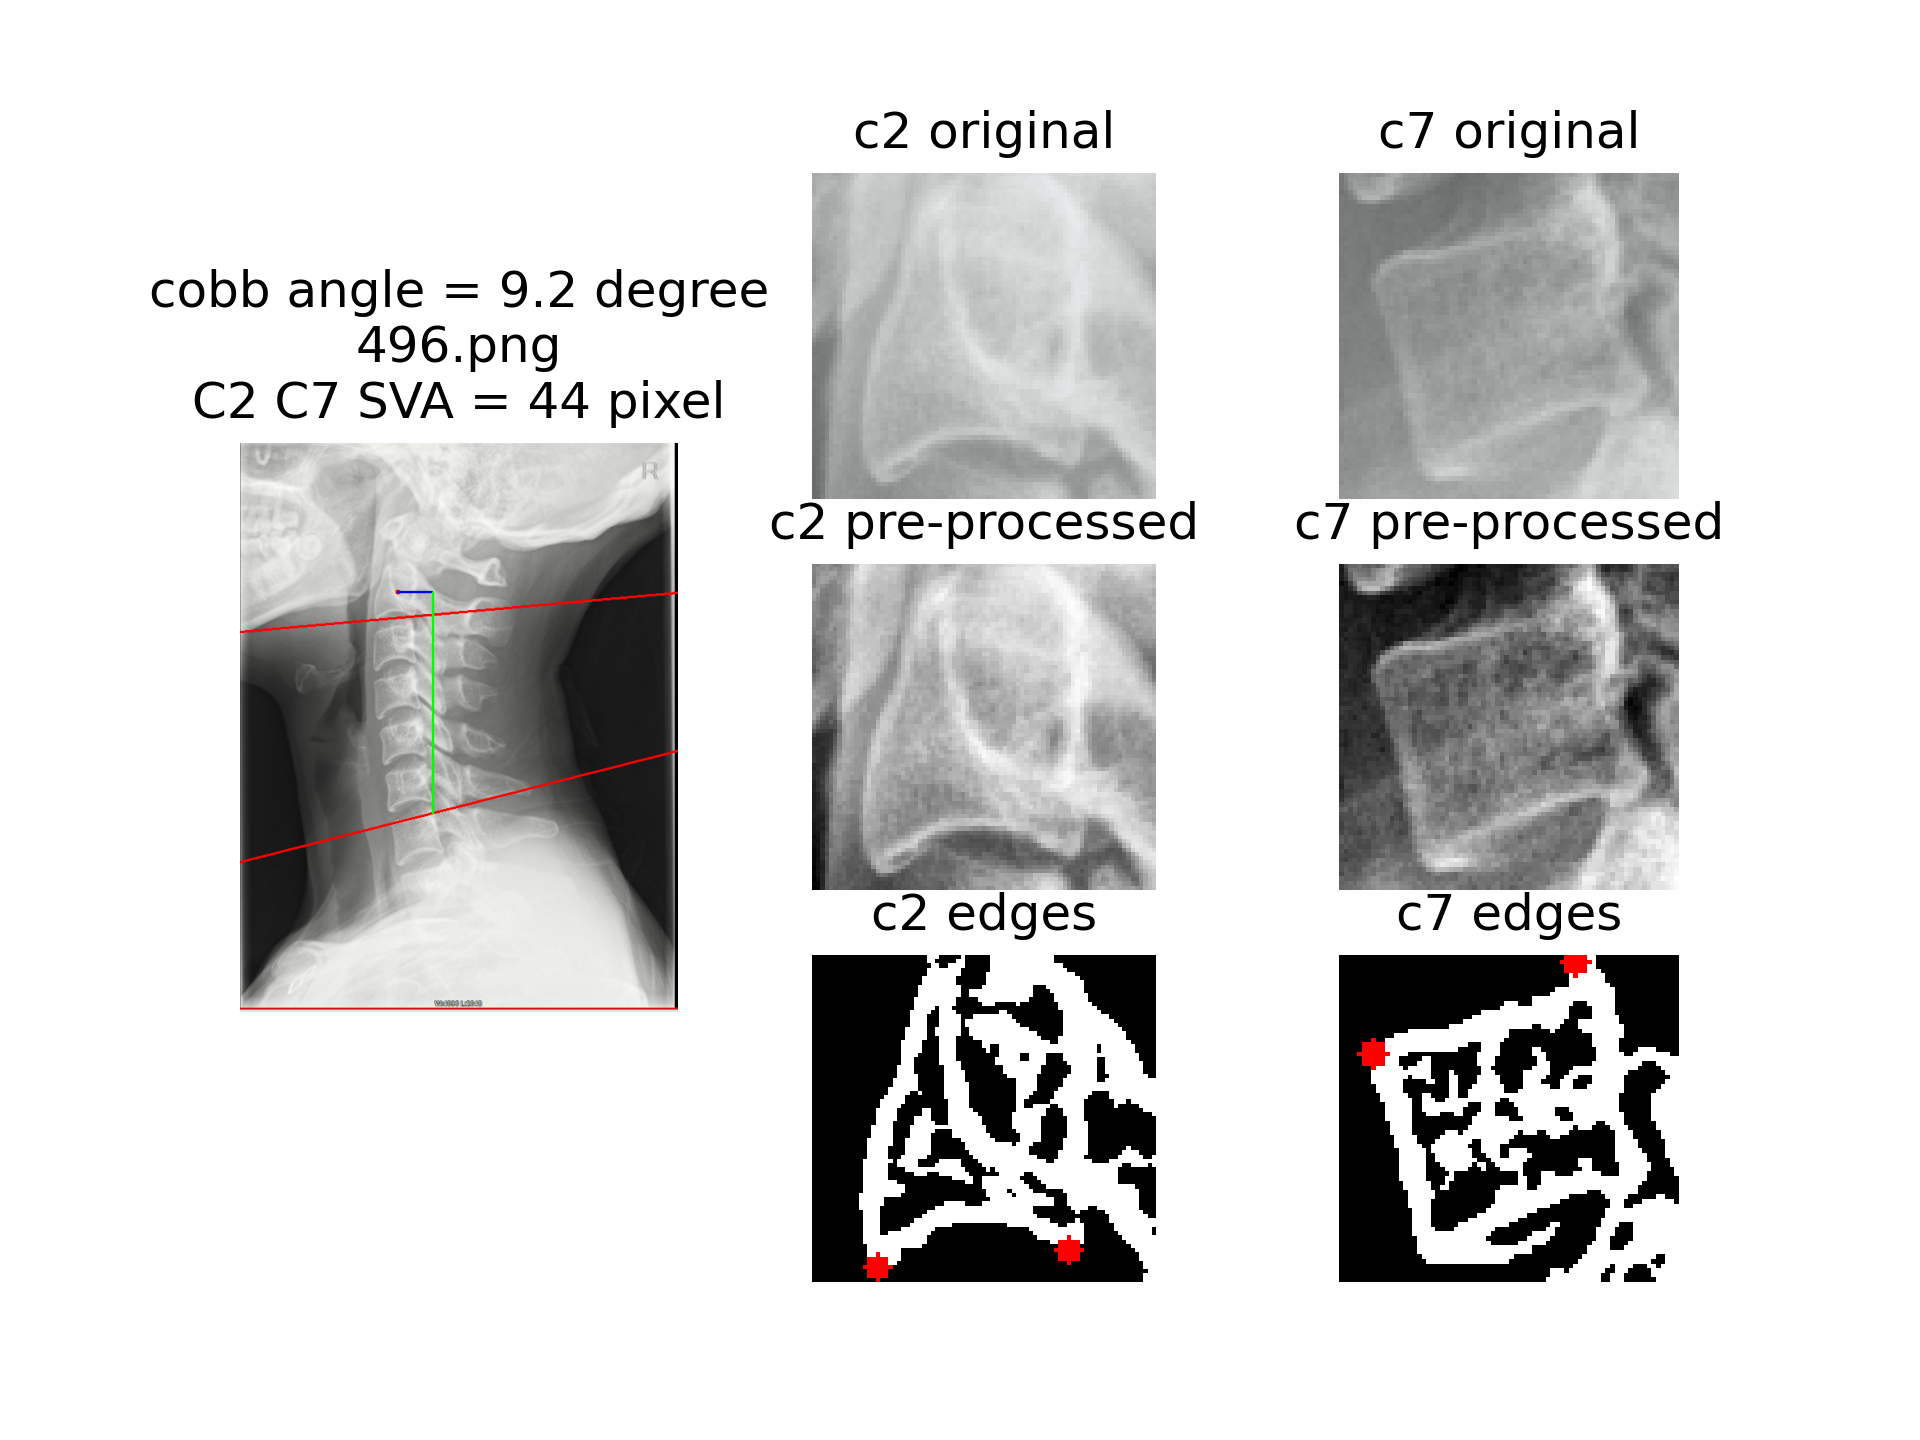 cobb angle = 9.2 degree
496.png
C2 C7 SVA = 44 pixel
R
c2 original
c2 pre-processed
c2 edges
c7 original
c7 pre-processed
c7 edges